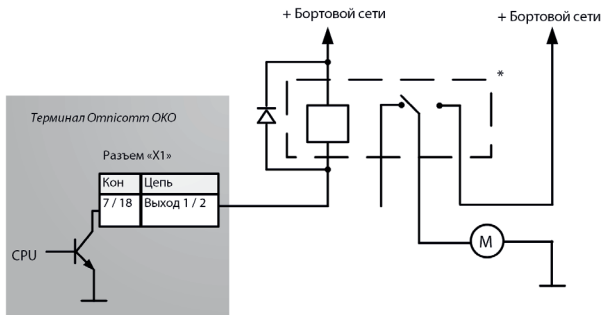 + Бортовой сети
+ Бортовой сети
*
Терминал Omnicomm ОКО
Разъем «X1»
Кон Цепь
7 / 18 Выход 1 / 2
CPU
M